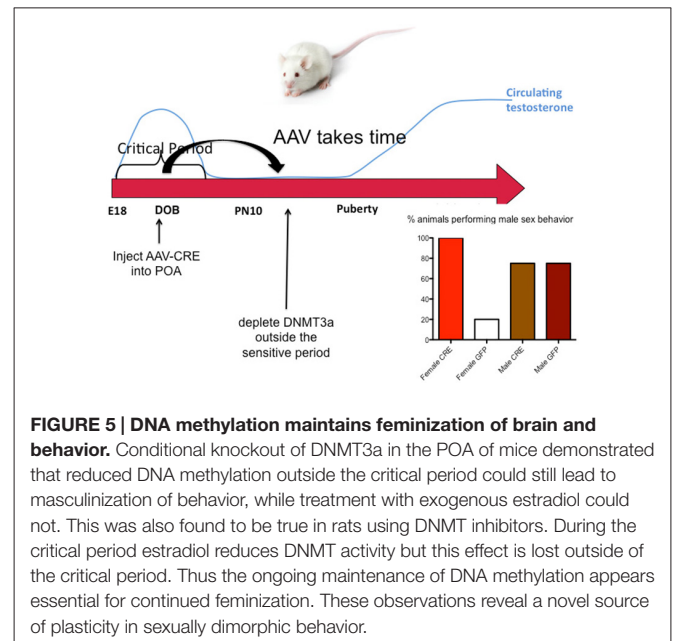 Circulating
testosterone
AAV takes time
Critical Period
E18
DOB
PN10
Puberty
Inject AAV-CRE
into POA
deplete DNMT3a
outside the
sensitive period
% animals performing male sex behavior
100
80
60
40
20
0
Female CRE
Female GFP
Male CRE
Male GFP
FIGURE 5 | DNA methylation maintains feminization of brain and
behavior. Conditional knockout of DNMT3a in the POA of mice demonstrated
that reduced DNA methylation outside the critical period could still lead to
masculinization of behavior, while treatment with exogenous estradiol could
not. This was also found to be true in rats using DNMT inhibitors. During the
critical period estradiol reduces DNMT activity but this effect is lost outside of
the critical period. Thus the ongoing maintenance of DNA methylation appears
essential for continued feminization. These observations reveal a novel source
of plasticity in sexually dimorphic behavior.